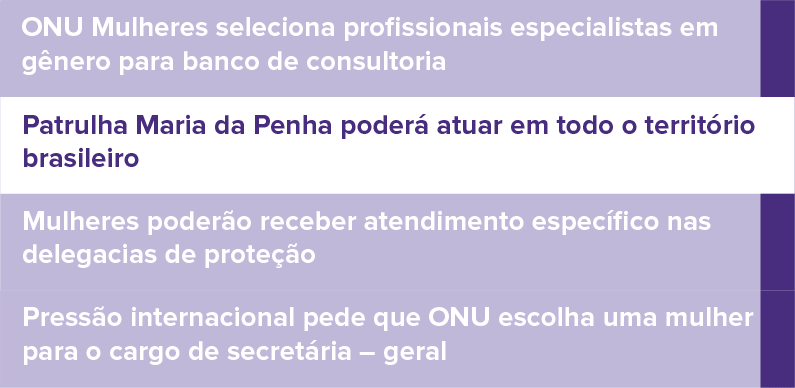 ONU Mulheres seleciona profissionais especialistas em
gênero para banco de consultoria
Patrulha Maria da Penha poderá atuar em todo o território
brasileiro
Mulheres poderão receber atendimento específico nas
delegacias de proteção
Pressão internacional pede que ONU escolha uma mulher
para o cargo de secretária – geral